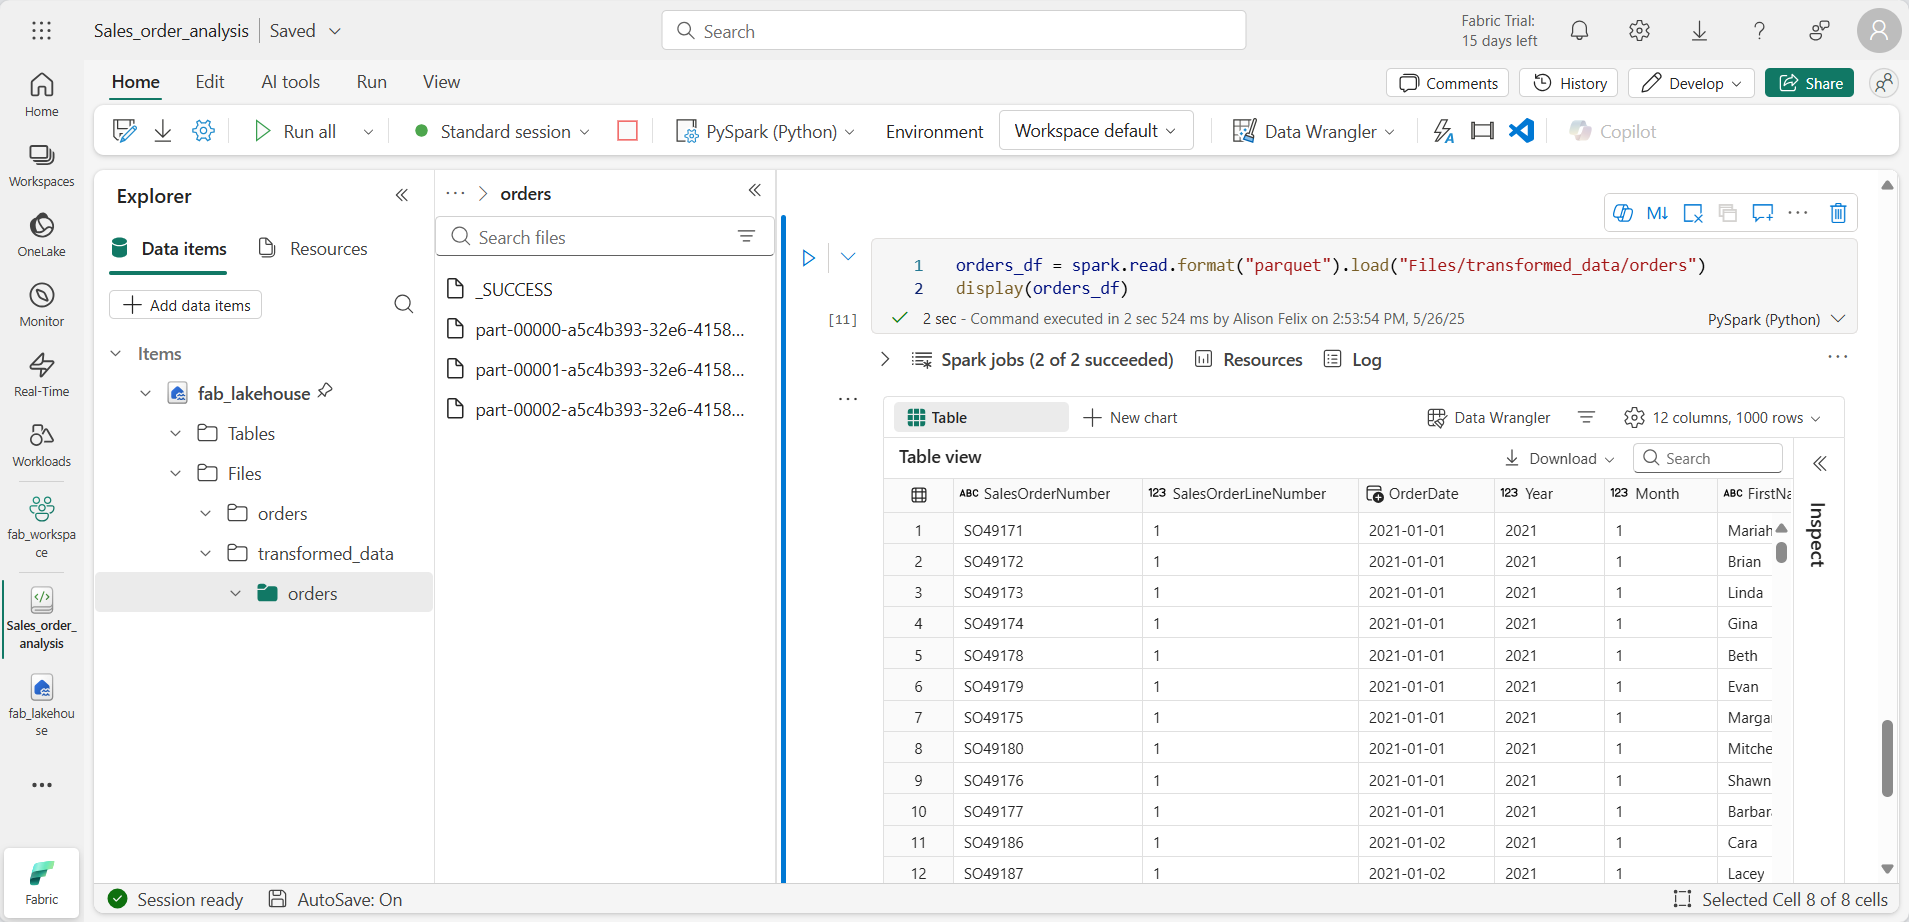 Sales_order_analysis | Saved
Search
Fabric Trial:
15 days left
Home
Edit
AI tools
Run
View
Comments
History
Develop
Share
Run all
Standard session
PySpark (Python)
Environment
Workspace default
Data Wrangler
Copilot
Home
Workspaces
OneLake
Monitor
Real-Time
Workloads
fab_workspa
ce
Sales_order_
analysis
fab_lakehou
se
Fabric
Explorer
Data items
Resources
Add data items
Items
fab_lakehouse
Tables
Files
orders
transformed_data
orders
··· > orders
Search files
_SUCCESS
part-00000-a5c4b393-32e6-4158...
part-00001-a5c4b393-32e6-4158...
part-00002-a5c4b393-32e6-4158...
M↓
1 orders_df = spark.read.format("parquet").load("Files/transformed_data/orders")
2 display(orders_df)
[11]
2 sec - Command executed in 2 sec 524 ms by Alison Felix on 2:53:54 PM, 5/26/25
PySpark (Python)
Spark jobs (2 of 2 succeeded)
Resources
Log
Table
New chart
Data Wrangler
12 columns, 1000 rows
Table view
Download
Search
Inspect
ABC SalesOrderNumber 123 SalesOrderLineNumber OrderDate 123 Year 123 Month ABC FirstNa
1 SO49171 1 2021-01-01 2021 1 Mariah
2 SO49172 1 2021-01-01 2021 1 Brian
3 SO49173 1 2021-01-01 2021 1 Linda
4 SO49174 1 2021-01-01 2021 1 Gina
5 SO49178 1 2021-01-01 2021 1 Beth
6 SO49179 1 2021-01-01 2021 1 Evan
7 SO49175 1 2021-01-01 2021 1 Marga
8 SO49180 1 2021-01-01 2021 1 Mitche
9 SO49176 1 2021-01-01 2021 1 Shawn
10 SO49177 1 2021-01-01 2021 1 Barbar
11 SO49186 1 2021-01-02 2021 1 Cara
12 SO49187 1 2021-01-02 2021 1 Lacey
Session ready
AutoSave: On
Selected Cell 8 of 8 cells